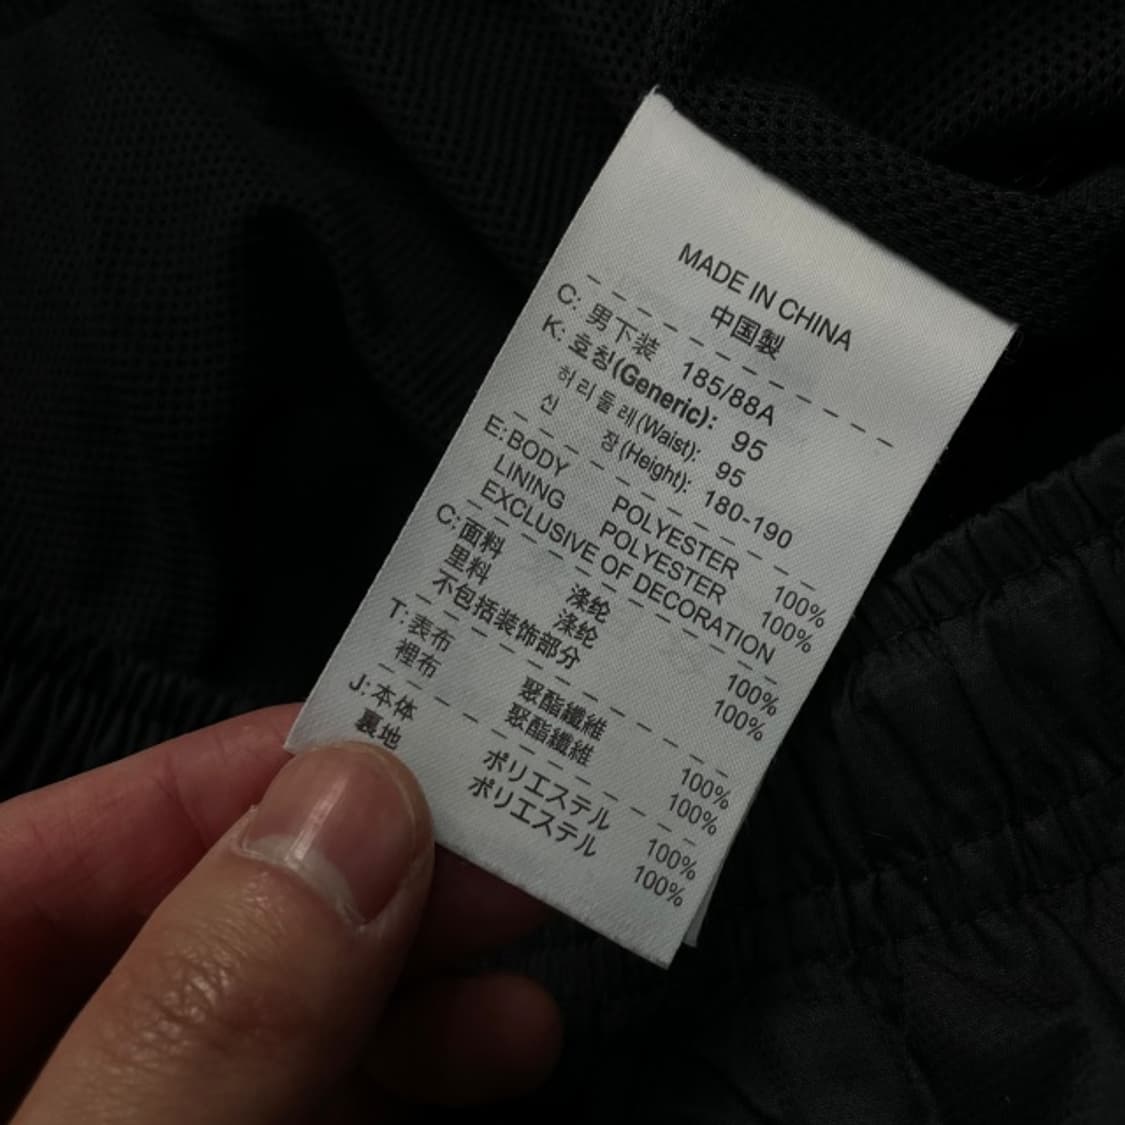 MADE IN CHINA
中国製
C: 男下装 185/88A
K: 호칭(Generic): 95
허리둘레(Waist): 95
신 장(Height): 180-190
E: BODY POLYESTER 100%
LINING POLYESTER 100%
EXCLUSIVE OF DECORATION
C: 面料 涤纶 100%
里料 涤纶 100%
不包括装饰部分
T: 表布 聚酯纖維 100%
裡布 聚酯纖維 100%
J: 本体 ポリエステル 100%
裏地 ポリエステル 100%